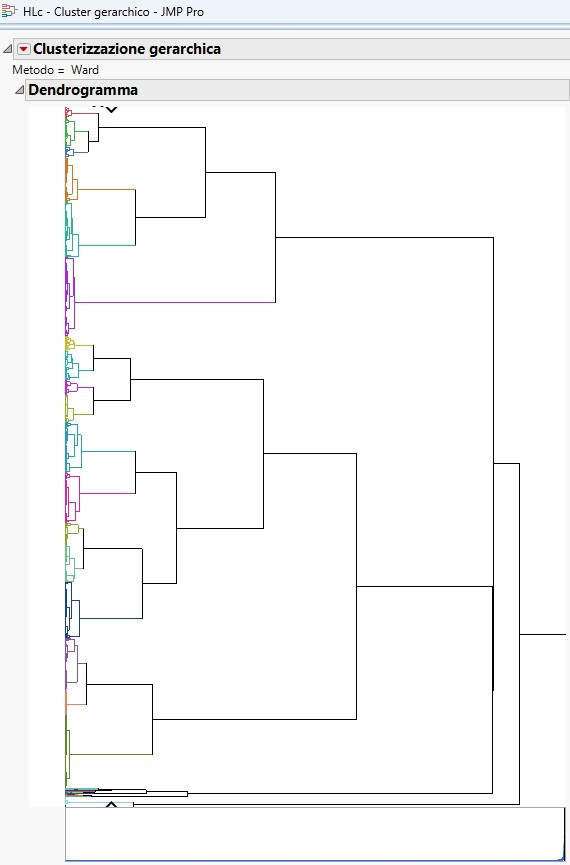 HLc - Cluster gerarchico - JMP Pro
Clusterizzazione gerarchica
Metodo = Ward
Dendrogramma